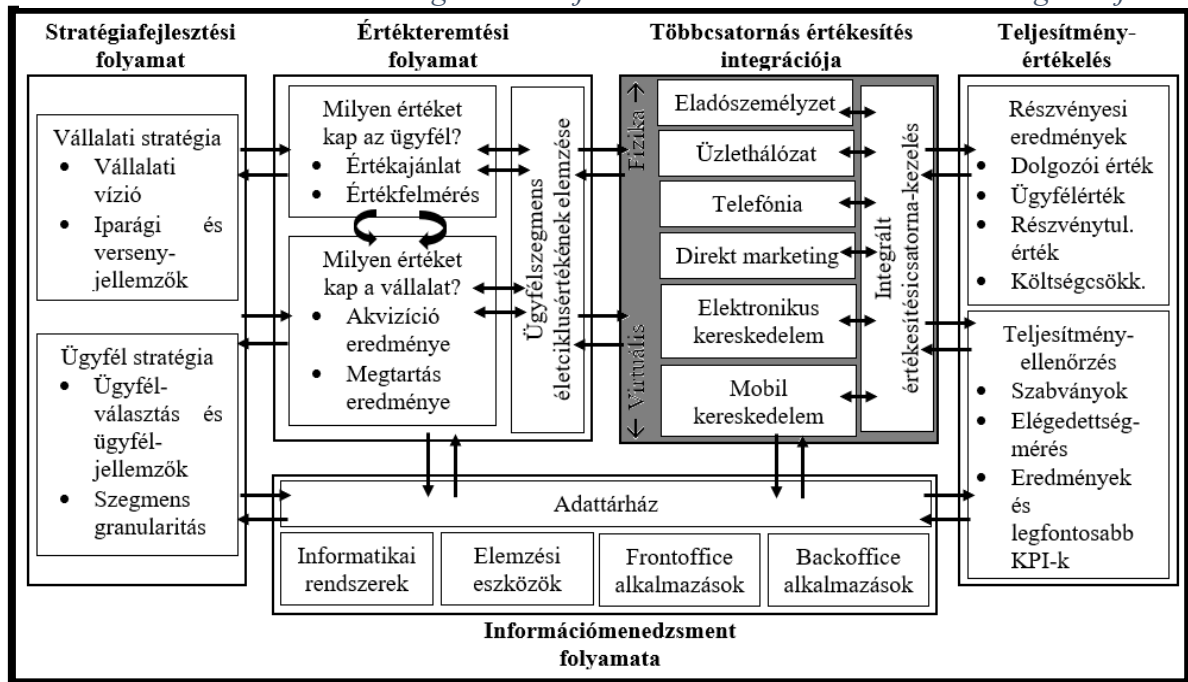 Stratégiafejlesztési
folyamat
Értékteremtési
folyamat
Többcsatornás értékesítés
integrációja
Teljesítmény-
értékelés
Vállalati stratégia
• Vállalati
vízió
• Iparági és
verseny-
jellemzők
Ügyfél stratégia
• Ügyfél-
választás és
ügyfél-
jellemzők
• Szegmens
granularitás
Milyen értéket
kap az ügyfél?
• Értékajánlat
• Értékfelmérés
Milyen értéket
kap a vállalat?
• Akvizíció
eredménye
• Megtartás
eredménye
Ügyfélszegmens
életciklusértékének elemzése
Fizika
Virtuális
Eladószemélyzet
Üzlethálózat
Telefónia
Direkt marketing
Elektronikus
kereskedelem
Mobil
kereskedelem
Integrált
értékesítésicsatorna-kezelés
Részvényesi
eredmények
• Dolgozói érték
• Ügyfélérték
• Részvénytul.
érték
• Költségcsökk.
Teljesítmény-
ellenőrzés
• Szabványok
• Elégedettség-
mérés
• Eredmények
és
legfontosabb
KPI-k
Adattárház
Informatikai
rendszerek
Elemzési
eszközök
Frontoffice
alkalmazások
Backoffice
alkalmazások
Információmenedzsment
folyamata